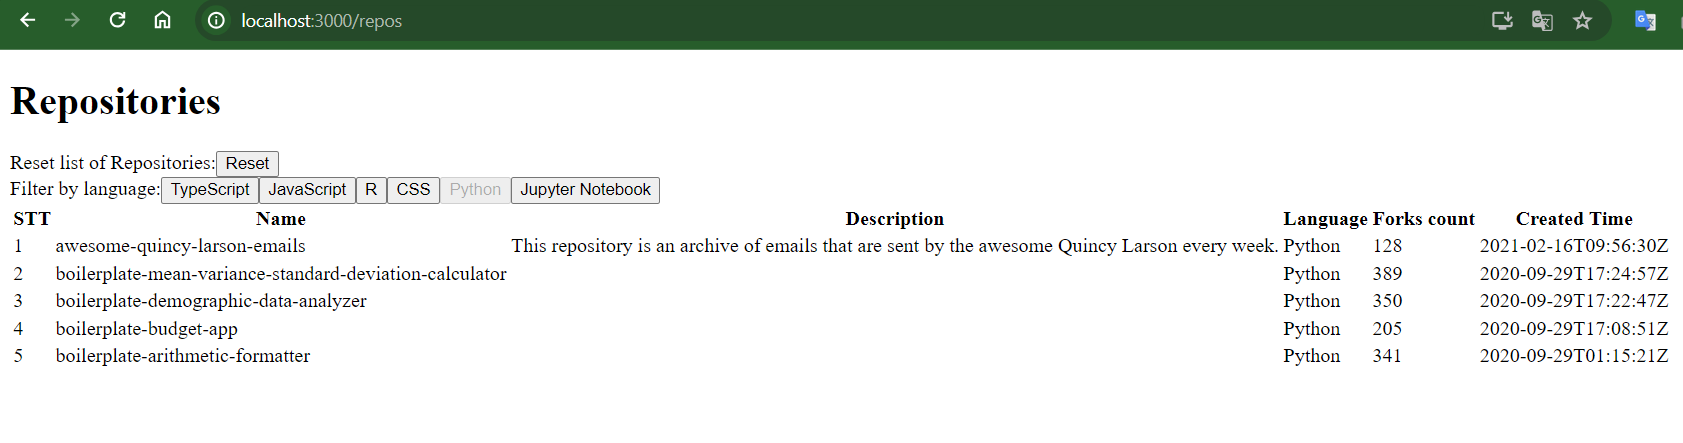 localhost:3000/repos
Repositories
Reset list of Repositories: Reset
Filter by language: TypeScript JavaScript R CSS Python Jupyter Notebook
STT Name Description Language Forks count Created Time
1 awesome-quincy-larson-emails This repository is an archive of emails that are sent by the awesome Quincy Larson every week. Python 128 2021-02-16T09:56:30Z
2 boilerplate-mean-variance-standard-deviation-calculator Python 389 2020-09-29T17:24:57Z
3 boilerplate-demographic-data-analyzer Python 350 2020-09-29T17:22:47Z
4 boilerplate-budget-app Python 205 2020-09-29T17:08:51Z
5 boilerplate-arithmetic-formatter Python 341 2020-09-29T01:15:21Z